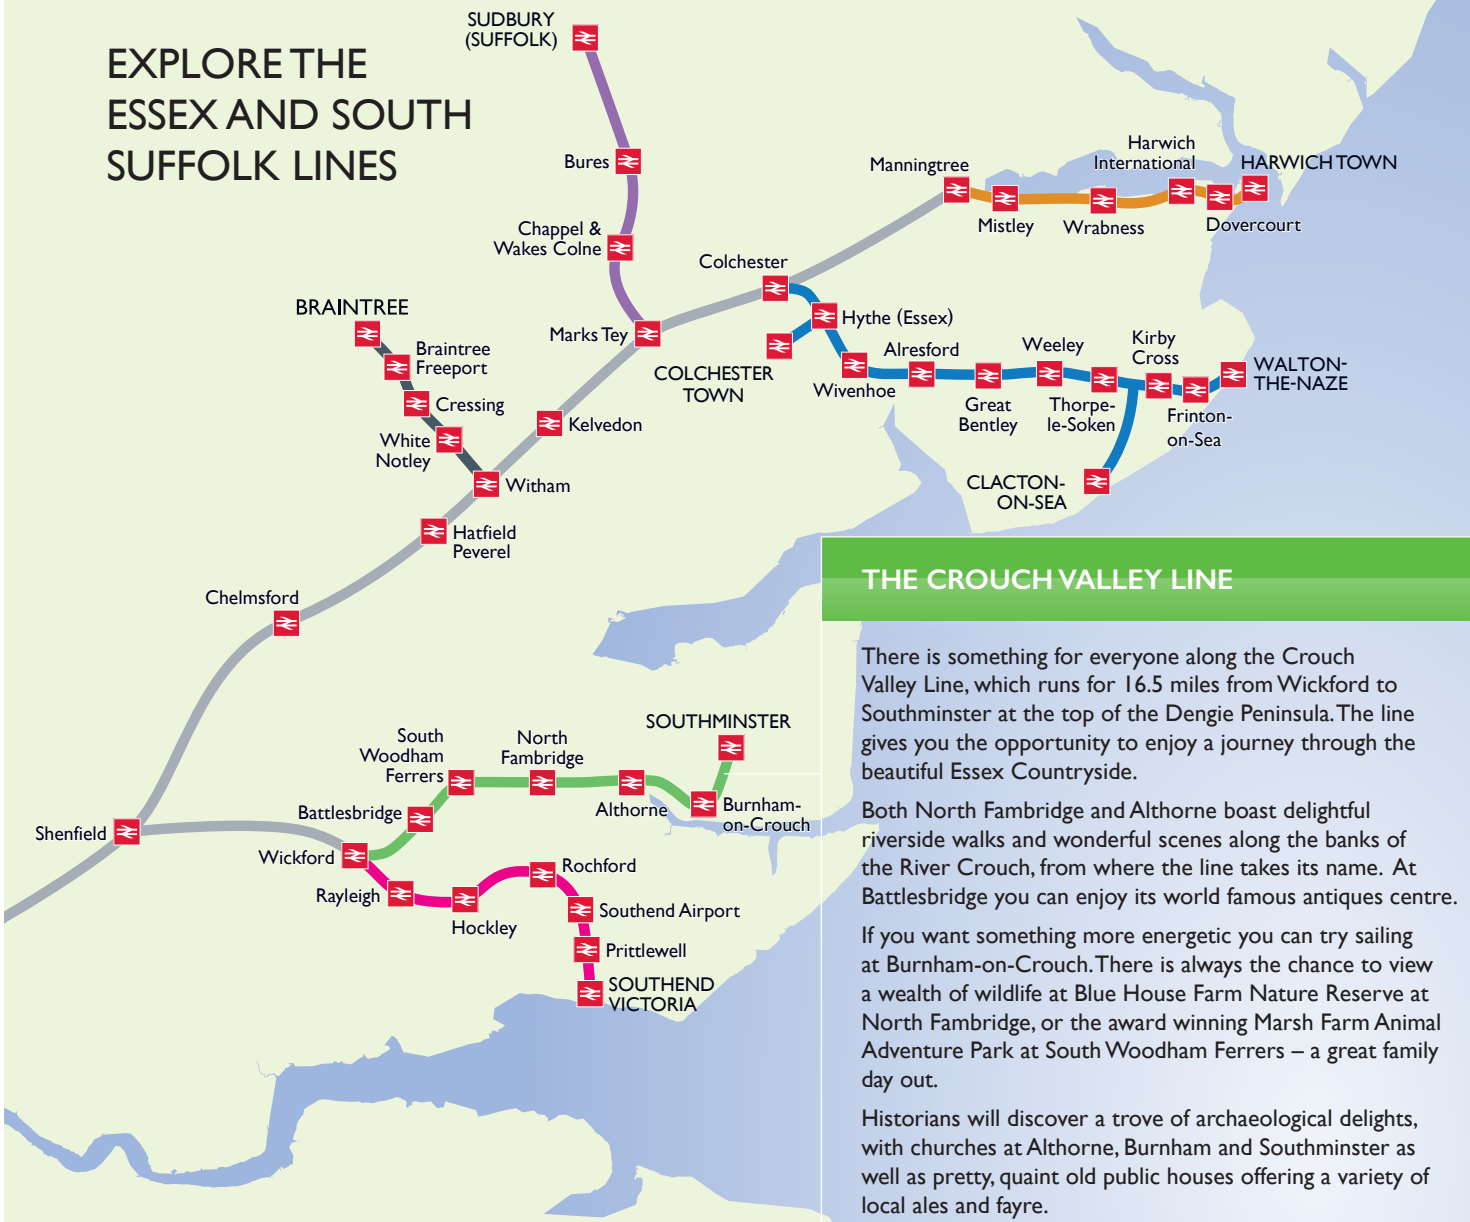 EXPLORE THE
ESSEX AND SOUTH
SUFFOLK LINES
SUDBURY
(SUFFOLK)
Bures
Chappel &
Wakes Colne
Marks Tey
BRAINTREE
Braintree
Freeport
Cressing
White
Notley
Witham
Kelvedon
Hatfield
Peverel
Chelmsford
Shenfield
Colchester
Manningtree
Mistley
Wrabness
Harwich
International
Dovercourt
HARWICH TOWN
Hythe (Essex)
COLCHESTER
TOWN
Wivenhoe
Alresford
Great
Bentley
Weeley
Thorpe-
le-Soken
Kirby
Cross
Frinton-
on-Sea
WALTON-
THE-NAZE
CLACTON-
ON-SEA
Wickford
Battlesbridge
South
Woodham
Ferrers
North
Fambridge
Althorne
Burnham-
on-Crouch
SOUTHMINSTER
Rayleigh
Hockley
Rochford
Southend Airport
Prittlewell
SOUTHEND
VICTORIA
THE CROUCH VALLEY LINE
There is something for everyone along the Crouch
Valley Line, which runs for 16.5 miles from Wickford to
Southminster at the top of the Dengie Peninsula. The line
gives you the opportunity to enjoy a journey through the
beautiful Essex Countryside.
Both North Fambridge and Althorne boast delightful
riverside walks and wonderful scenes along the banks of
the River Crouch, from where the line takes its name. At
Battlesbridge you can enjoy its world famous antiques centre.
If you want something more energetic you can try sailing
at Burnham-on-Crouch. There is always the chance to view
a wealth of wildlife at Blue House Farm Nature Reserve at
North Fambridge, or the award winning Marsh Farm Animal
Adventure Park at South Woodham Ferrers – a great family
day out.
Historians will discover a trove of archaeological delights,
with churches at Althorne, Burnham and Southminster as
well as pretty, quaint old public houses offering a variety of
local ales and fayre.